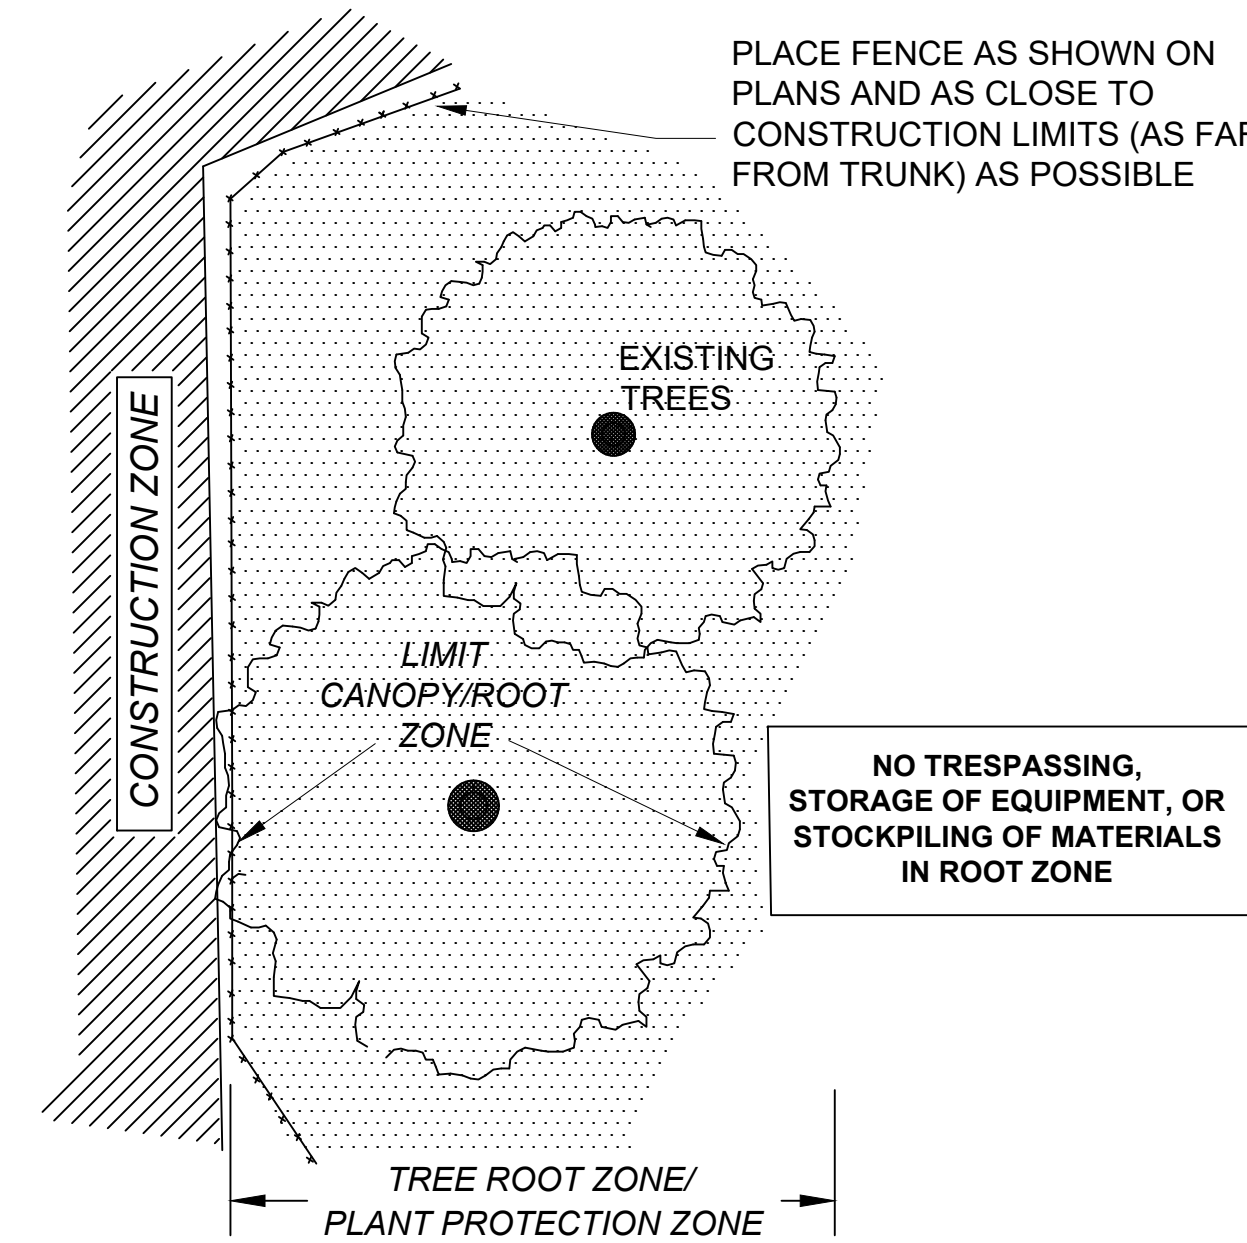 PLACE FENCE AS SHOWN ON
PLANS AND AS CLOSE TO
CONSTRUCTION LIMITS (AS FAR
FROM TRUNK) AS POSSIBLE
EXISTING
TREES
CONSTRUCTION ZONE
LIMIT
CANOPY/ROOT
ZONE
NO TRESPASSING,
STORAGE OF EQUIPMENT, OR
STOCKPILING OF MATERIALS
IN ROOT ZONE
TREE ROOT ZONE/
PLANT PROTECTION ZONE